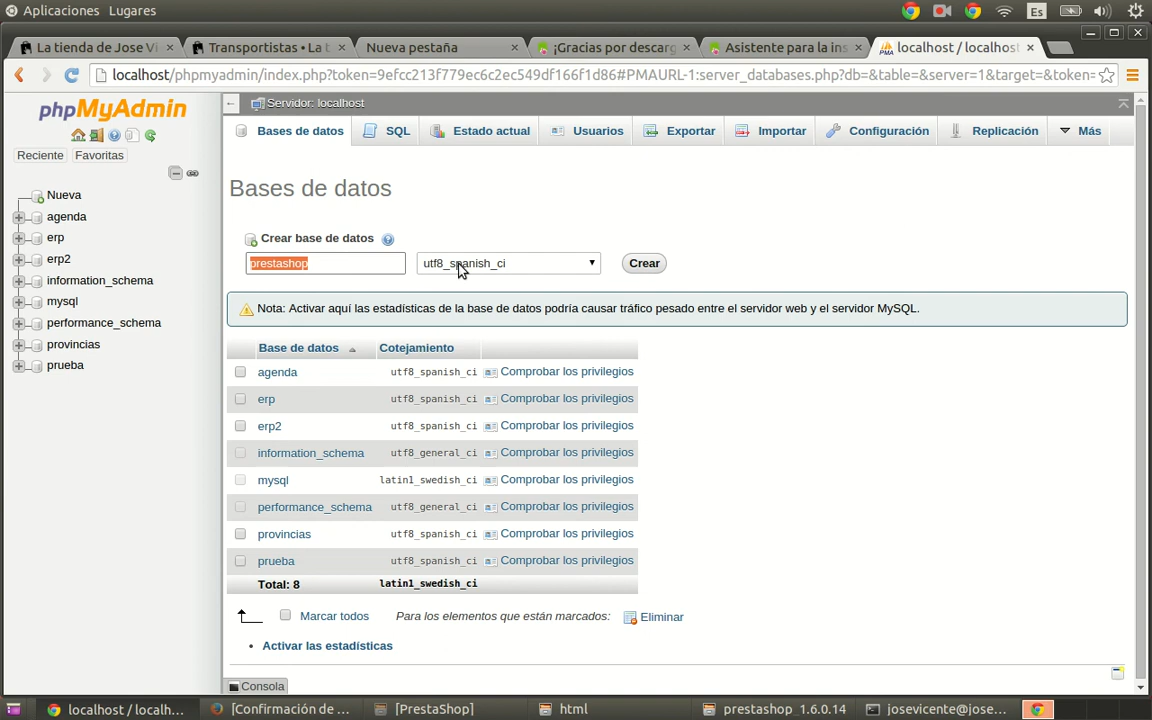 Aplicaciones Lugares
Es
La tienda de Jose Vi
Transportistas • La t
Nueva pestaña
¡Gracias por descarg
Asistente para la ins
localhost / localhos
localhost/phpmyadmin/index.php?token=9efcc213f779ec6c2ec549df166f1d86#PMAURL-1:server_databases.php?db=&table=&server=1&target=&token=
phpMyAdmin
Reciente Favoritas
Nueva
agenda
erp
erp2
information_schema
mysql
performance_schema
provincias
prueba
Servidor: localhost
Bases de datos
SQL
Estado actual
Usuarios
Exportar
Importar
Configuración
Replicación
Más
Bases de datos
Crear base de datos
prestashop utf8_spanish_ci Crear
Nota: Activar aquí las estadísticas de la base de datos podría causar tráfico pesado entre el servidor web y el servidor MySQL.
Base de datos Cotejamiento
agenda utf8_spanish_ci Comprobar los privilegios
erp utf8_spanish_ci Comprobar los privilegios
erp2 utf8_spanish_ci Comprobar los privilegios
information_schema utf8_general_ci Comprobar los privilegios
mysql latin1_swedish_ci Comprobar los privilegios
performance_schema utf8_general_ci Comprobar los privilegios
provincias utf8_spanish_ci Comprobar los privilegios
prueba utf8_spanish_ci Comprobar los privilegios
Total: 8 latin1_swedish_ci
Marcar todos Para los elementos que están marcados: Eliminar
Activar las estadísticas
Consola
localhost / localh...
[Confirmación de ...
[PrestaShop]
html
prestashop_1.6.0.14
josevicente@jose...